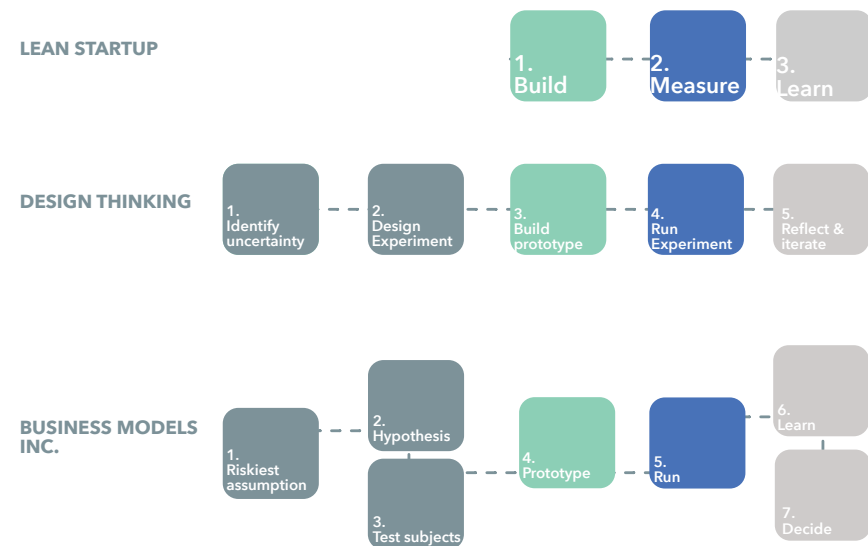 LEAN STARTUP
1.
Build
2.
Measure
3.
Learn
DESIGN THINKING
1.
Identify
uncertainty
2.
Design
Experiment
3.
Build
prototype
4.
Run
Experiment
5.
Reflect &
iterate
BUSINESS MODELS
INC.
1.
Riskiest
assumption
2.
Hypothesis
3.
Test subjects
4.
Prototype
5.
Run
6.
Learn
7.
Decide